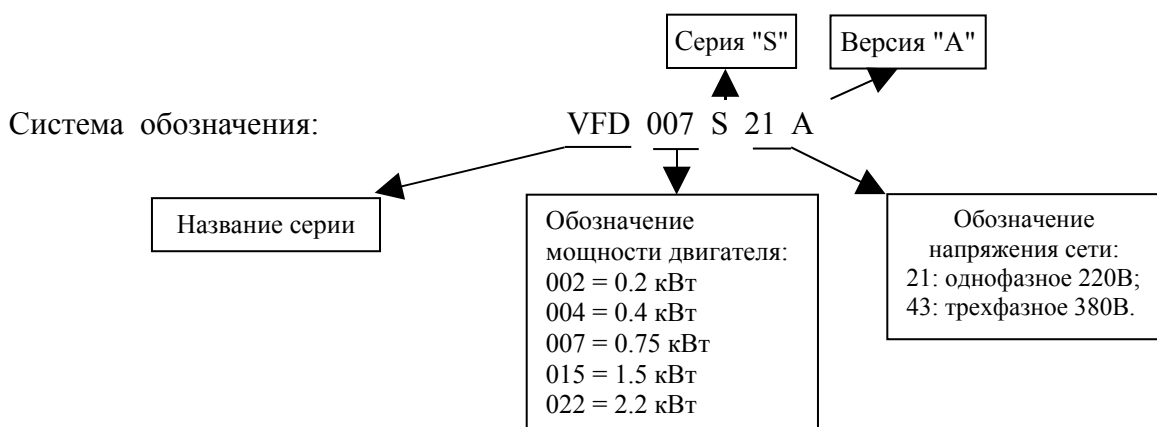 Серия "S"
Версия "A"
Система обозначения:
VFD 007 S 21 A
Название серии
Обозначение
мощности двигателя:
002 = 0.2 кВт
004 = 0.4 кВт
007 = 0.75 кВт
015 = 1.5 кВт
022 = 2.2 кВт
Обозначение
напряжения сети:
21: однофазное 220В;
43: трехфазное 380В.